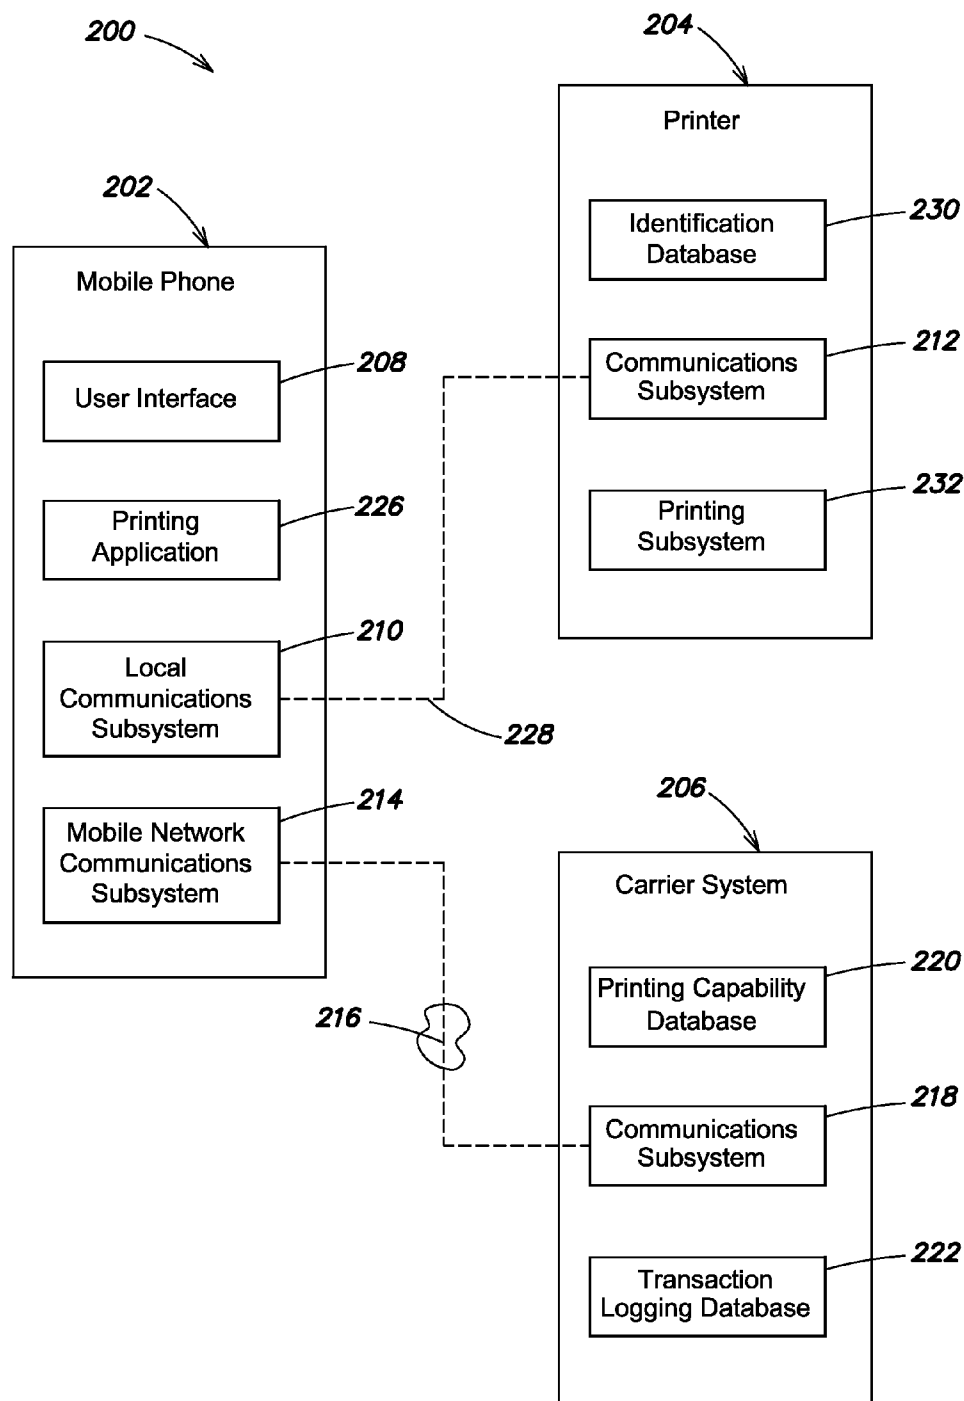 200
204
Printer
Identification
Database
230
Communications
Subsystem
212
Printing
Subsystem
232
202
Mobile Phone
User Interface
208
Printing
Application
226
Local
Communications
Subsystem
210
228
Mobile Network
Communications
Subsystem
214
216
206
Carrier System
Printing Capability
Database
220
Communications
Subsystem
218
Transaction
Logging Database
222